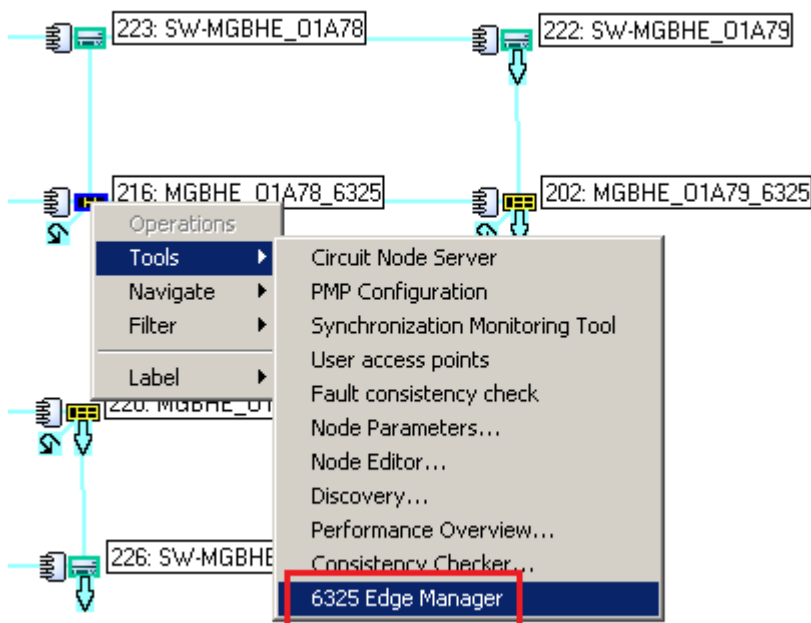 223: SW-MGBHE_01A78
222: SW-MGBHE_01A79
216: MGBHE_01A78_6325
202: MGBHE_01A79_6325
Operations
Tools
Navigate
Filter
Label
Circuit Node Server
PMP Configuration
Synchronization Monitoring Tool
User access points
Fault consistency check
Node Parameters...
Node Editor...
Discovery...
Performance Overview...
Consistency Checker...
6325 Edge Manager
220: MGBHE_01
226: SW-MGBHE